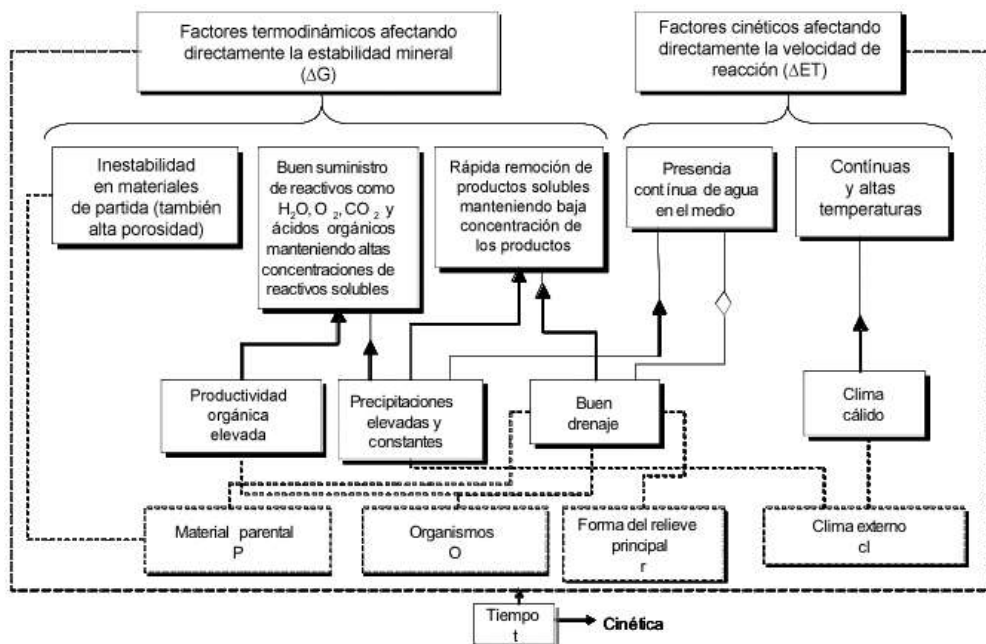 Factores termodinámicos afectando
directamente la estabilidad mineral
(ΔG)
Factores cinéticos afectando
directamente la velocidad de
reacción (ΔET)
Inestabilidad
en materiales
de partida (también
alta porosidad)
Buen suministro
de reactivos como
H₂O, O ₂, CO ₂ y
ácidos orgánicos
manteniendo altas
concentraciones de
reactivos solubles
Rápida remoción de
productos solubles
manteniendo baja
concentración de
los productos
Presencia
contínua de agua
en el medio
Contínuas
y altas
temperaturas
Productividad
orgánica
elevada
Precipitaciones
elevadas y
constantes
Buen
drenaje
Clima
cálido
Material parental
P
Organismos
O
Forma del relieve
principal
r
Clima externo
cl
Tiempo
t
Cinética